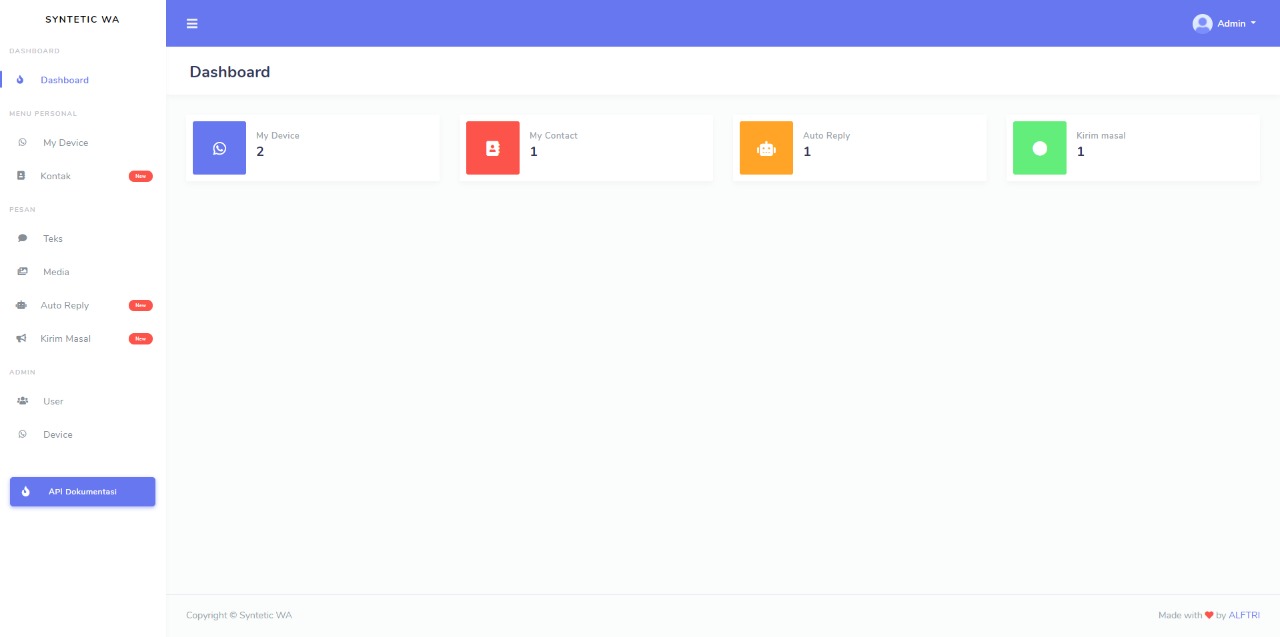 SYNTETIC WA
DASHBOARD
Dashboard
MENU PERSONAL
My Device
Kontak New
PESAN
Teks
Media
Auto Reply New
Kirim Masal New
ADMIN
User
Device
API Dokumentasi
Admin
Dashboard
My Device
2
My Contact
1
Auto Reply
1
Kirim masal
1
Copyright © Syntetic WA
Made with ❤ by ALFTRI